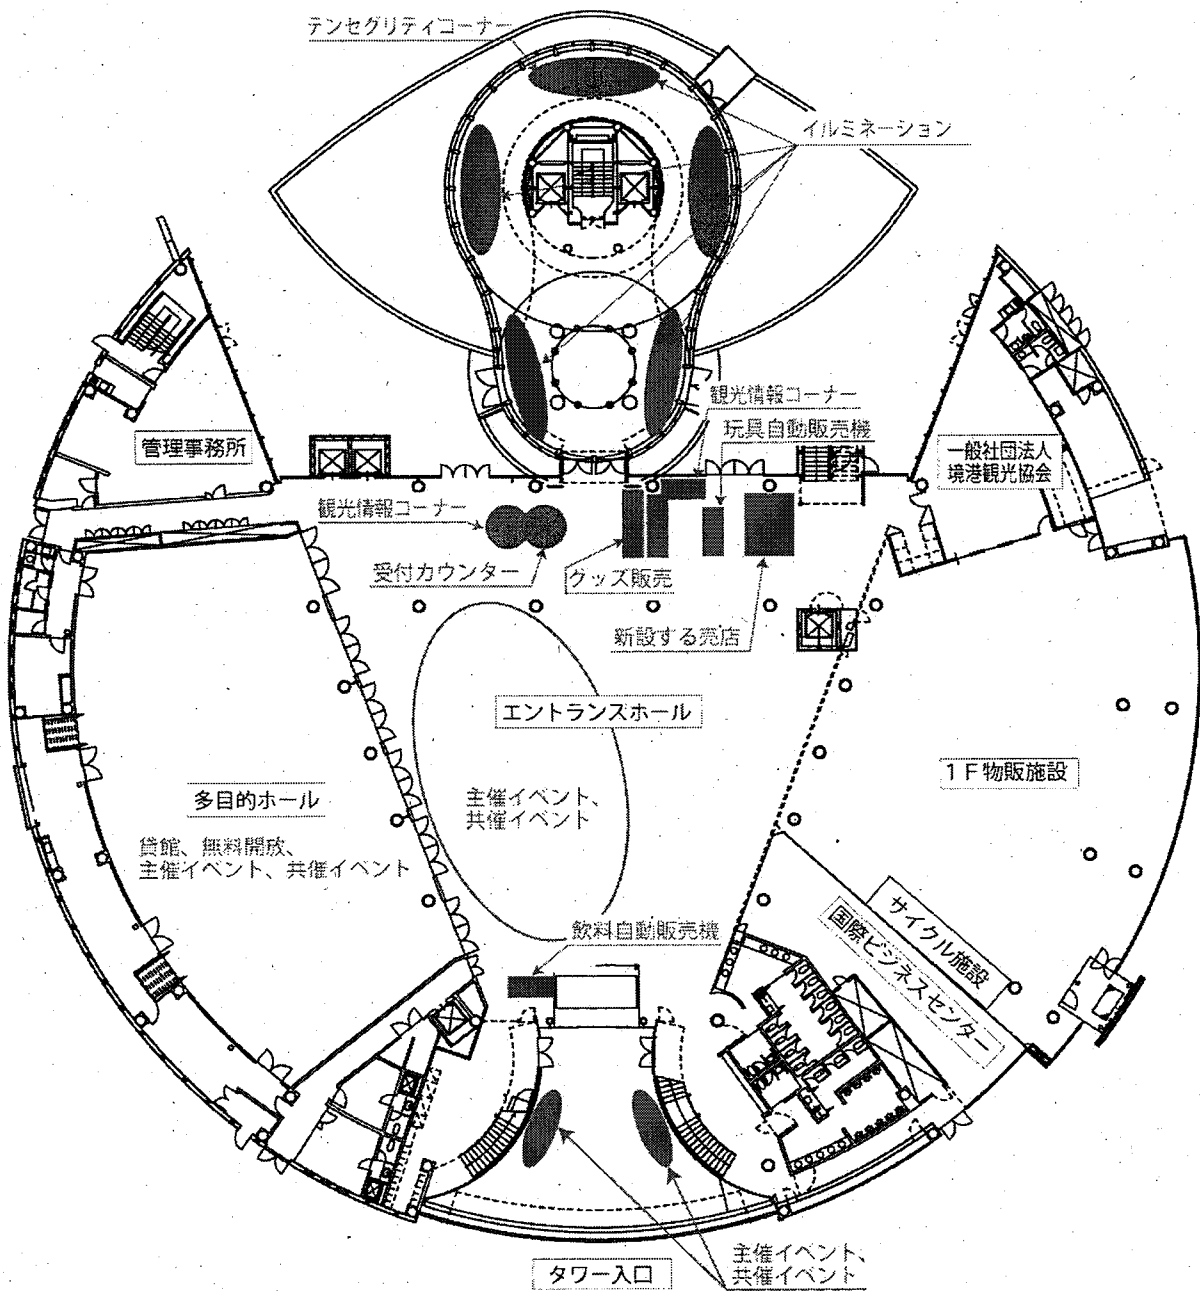 テンセグリティコーナー
イルミネーション
観光情報コーナー
玩具自動販売機
管理事務所
一般社団法人
境港観光協会
観光情報コーナー
受付カウンター
グッズ販売
新設する売店
エントランスホール
1F物販施設
多目的ホール
主催イベント、
共催イベント
貸館、無料開放、
主催イベント、共催イベント
サイクル施設
国際ビジネスセンター
飲料自動販売機
主催イベント、
共催イベント
タワー入口